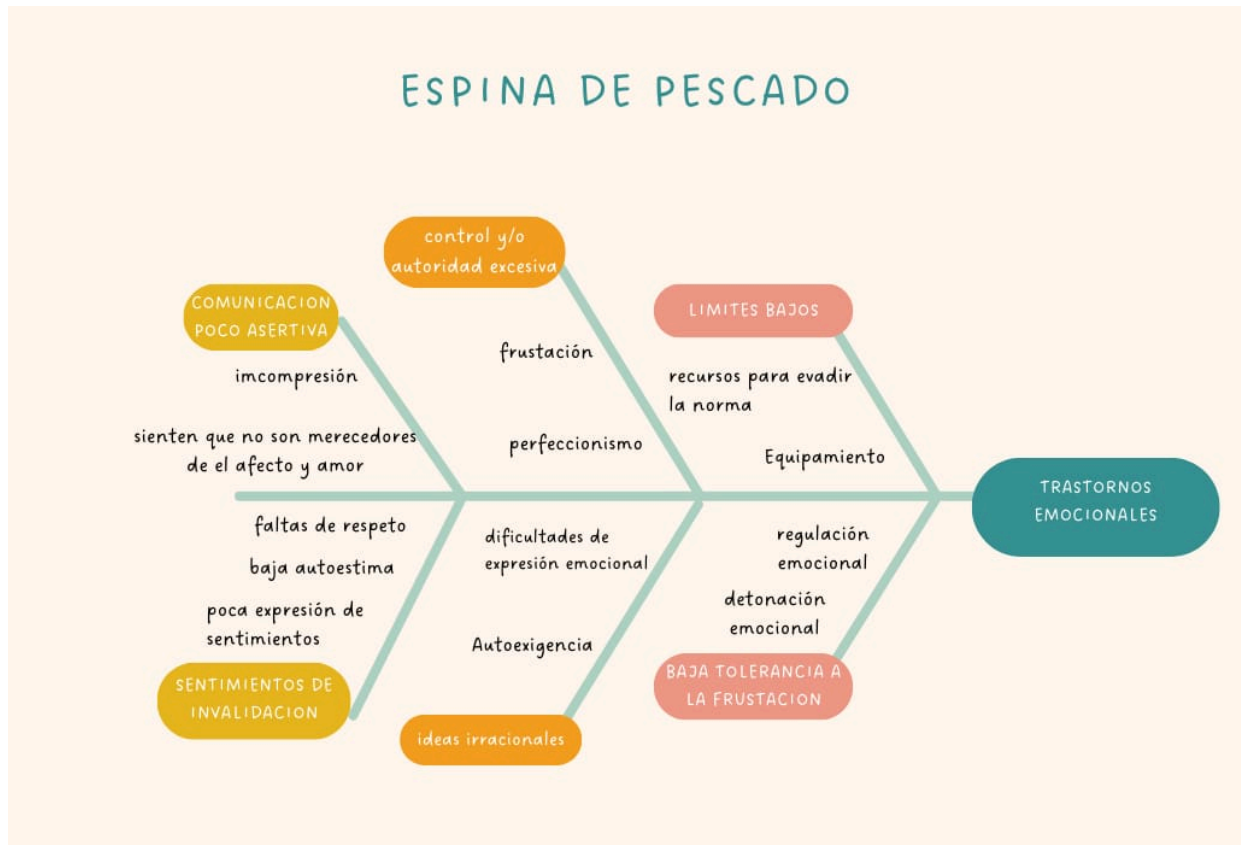 ESPINA DE PESCADO
control y/o
autoridad excesiva
COMUNICACION
POCO ASERTIVA
LIMITES BAJOS
frustación
imcompresión
recursos para evadir
la norma
sienten que no son merecedores
de el afecto y amor
perfeccionismo
Equipamiento
TRASTORNOS
EMOCIONALES
faltas de respeto
baja autoestima
poca expresión de
sentimientos
SENTIMIENTOS DE
INVALIDACION
dificultades de
expresión emocional
Autoexigencia
ideas irracionales
regulación
emocional
detonación
emocional
BAJA TOLERANCIA A
LA FRUSTACION